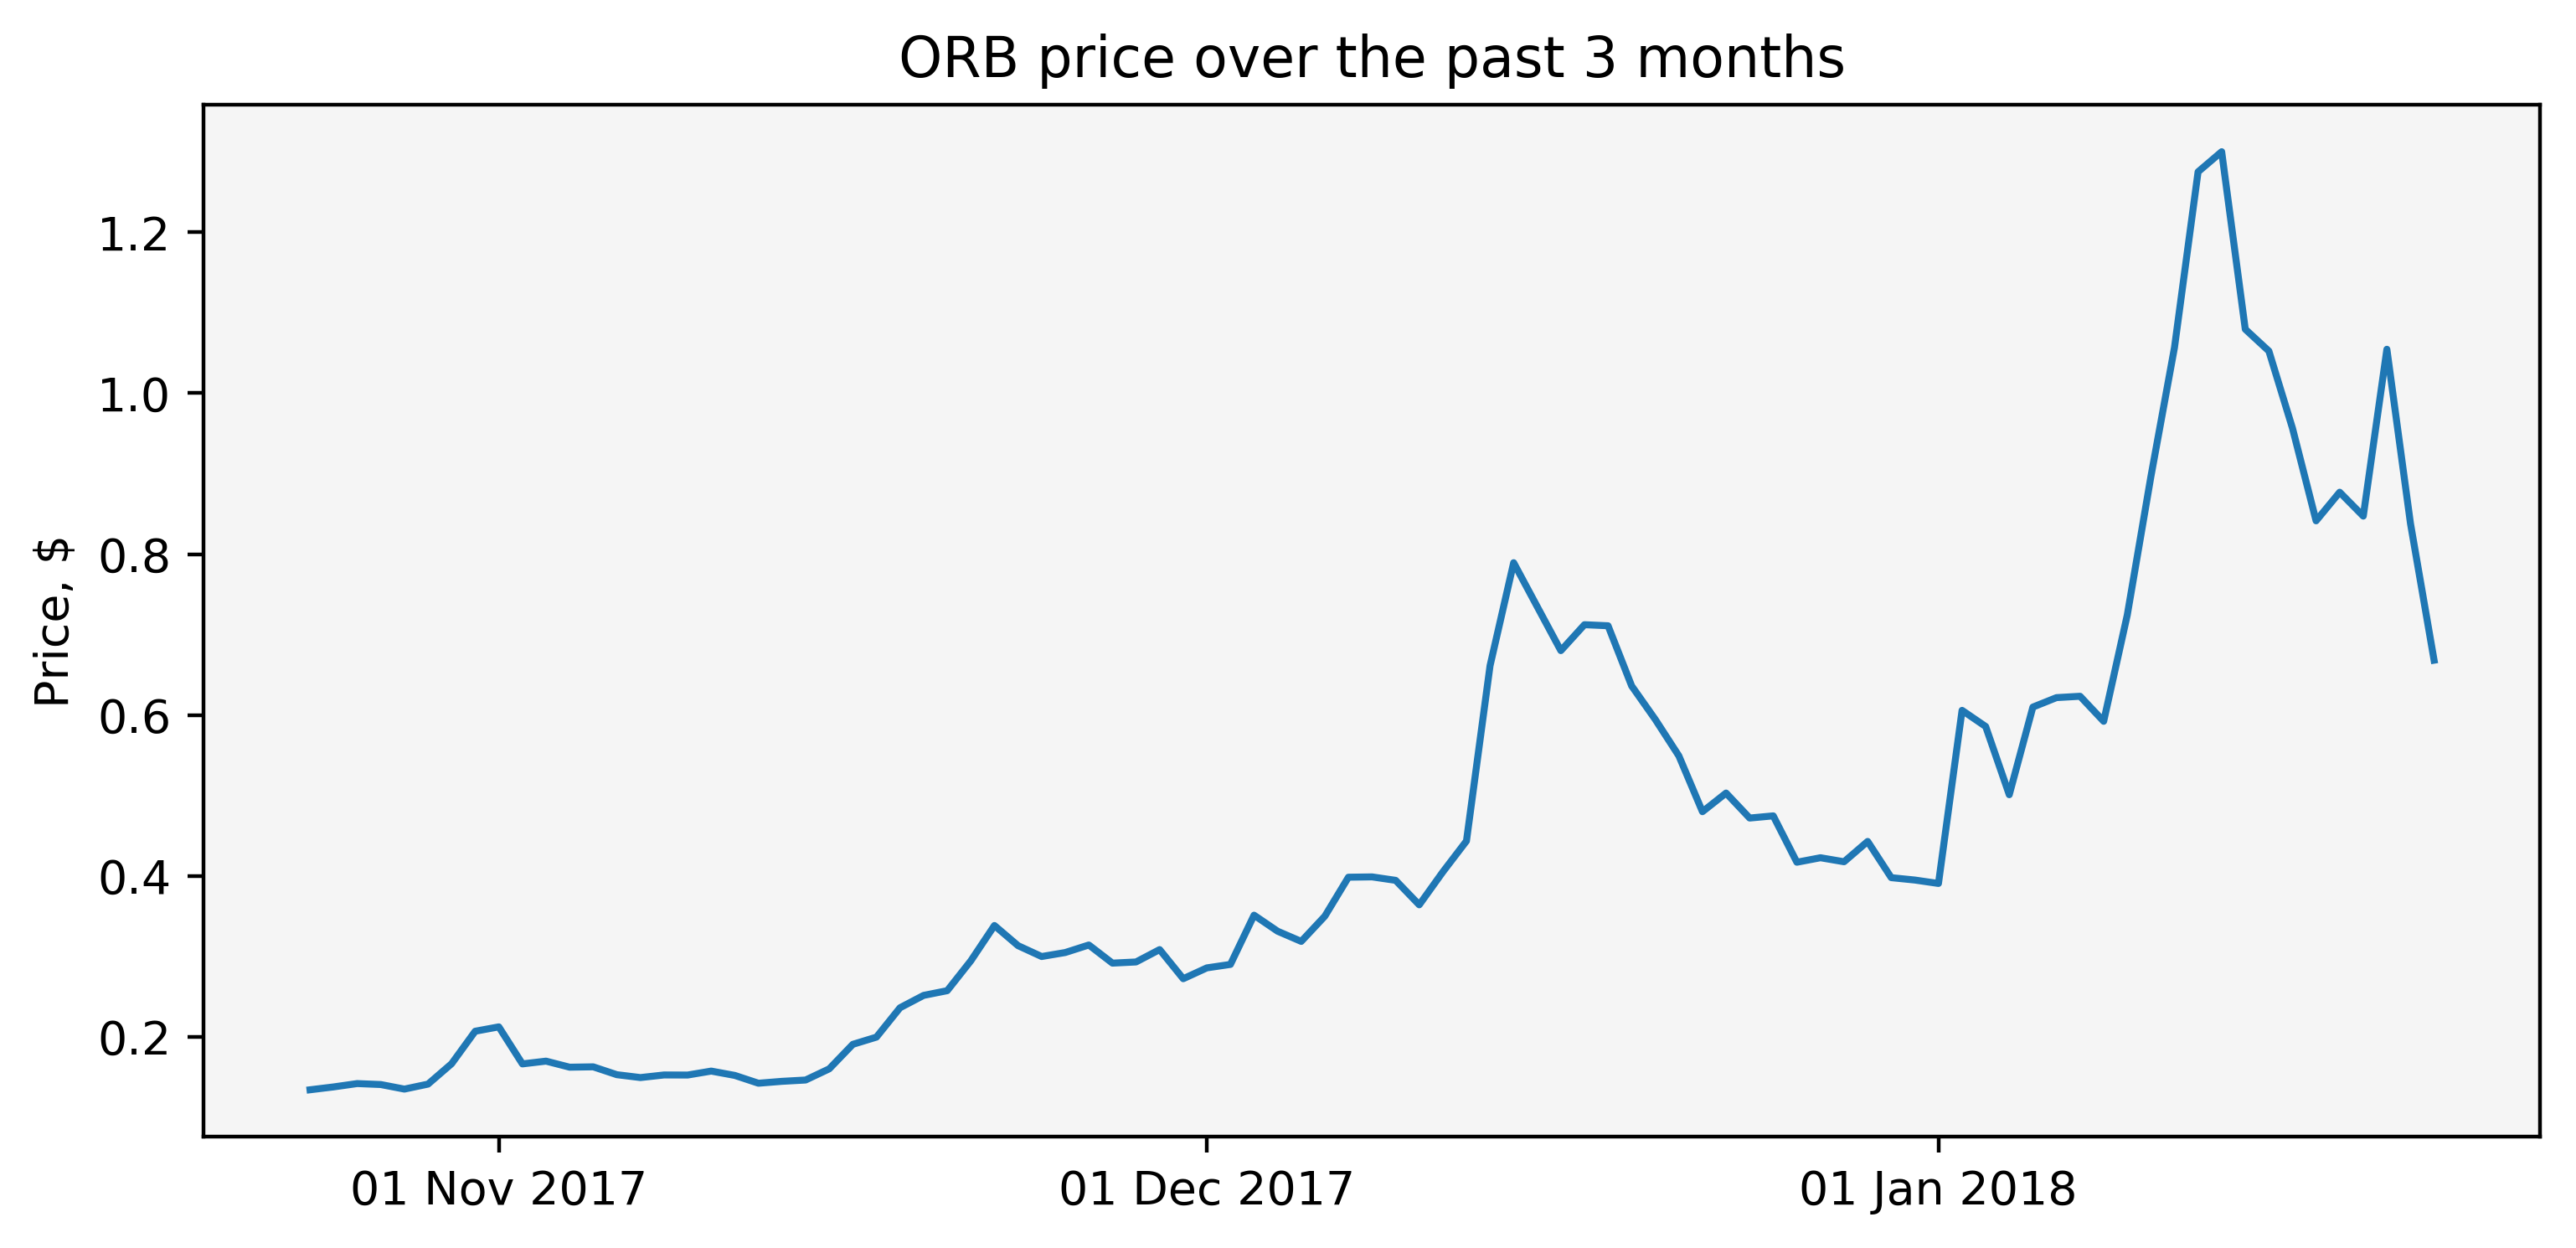 ORB price over the past 3 months
Price, $
1.2
1.0
0.8
0.6
0.4
0.2
01 Nov 2017
01 Dec 2017
01 Jan 2018